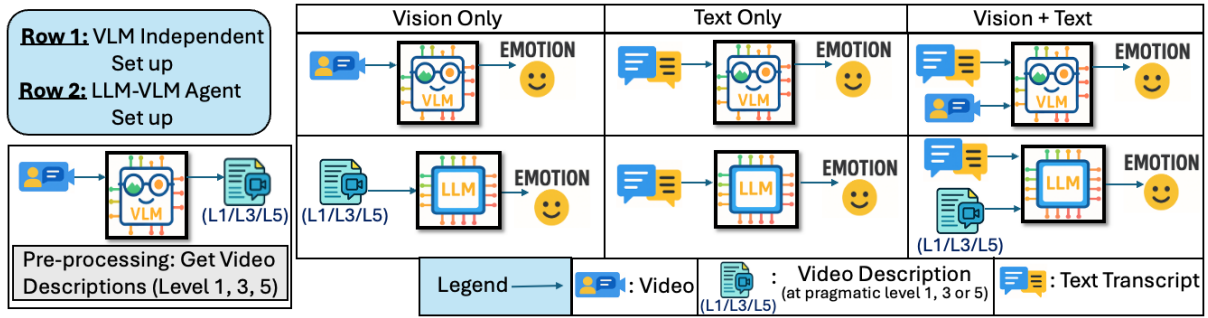 Row 1: VLM Independent
Set up
Row 2: LLM-VLM Agent
Set up
Vision Only
Text Only
Vision + Text
VLM
EMOTION
VLM
EMOTION
VLM
EMOTION
VLM
(L1/L3/L5)
Pre-processing: Get Video
Descriptions (Level 1, 3, 5)
(L1/L3/L5)
LLM
EMOTION
LLM
EMOTION
(L1/L3/L5)
LLM
EMOTION
Legend
: Video
(L1/L3/L5)
: Video Description
(at pragmatic level 1, 3 or 5)
: Text Transcript